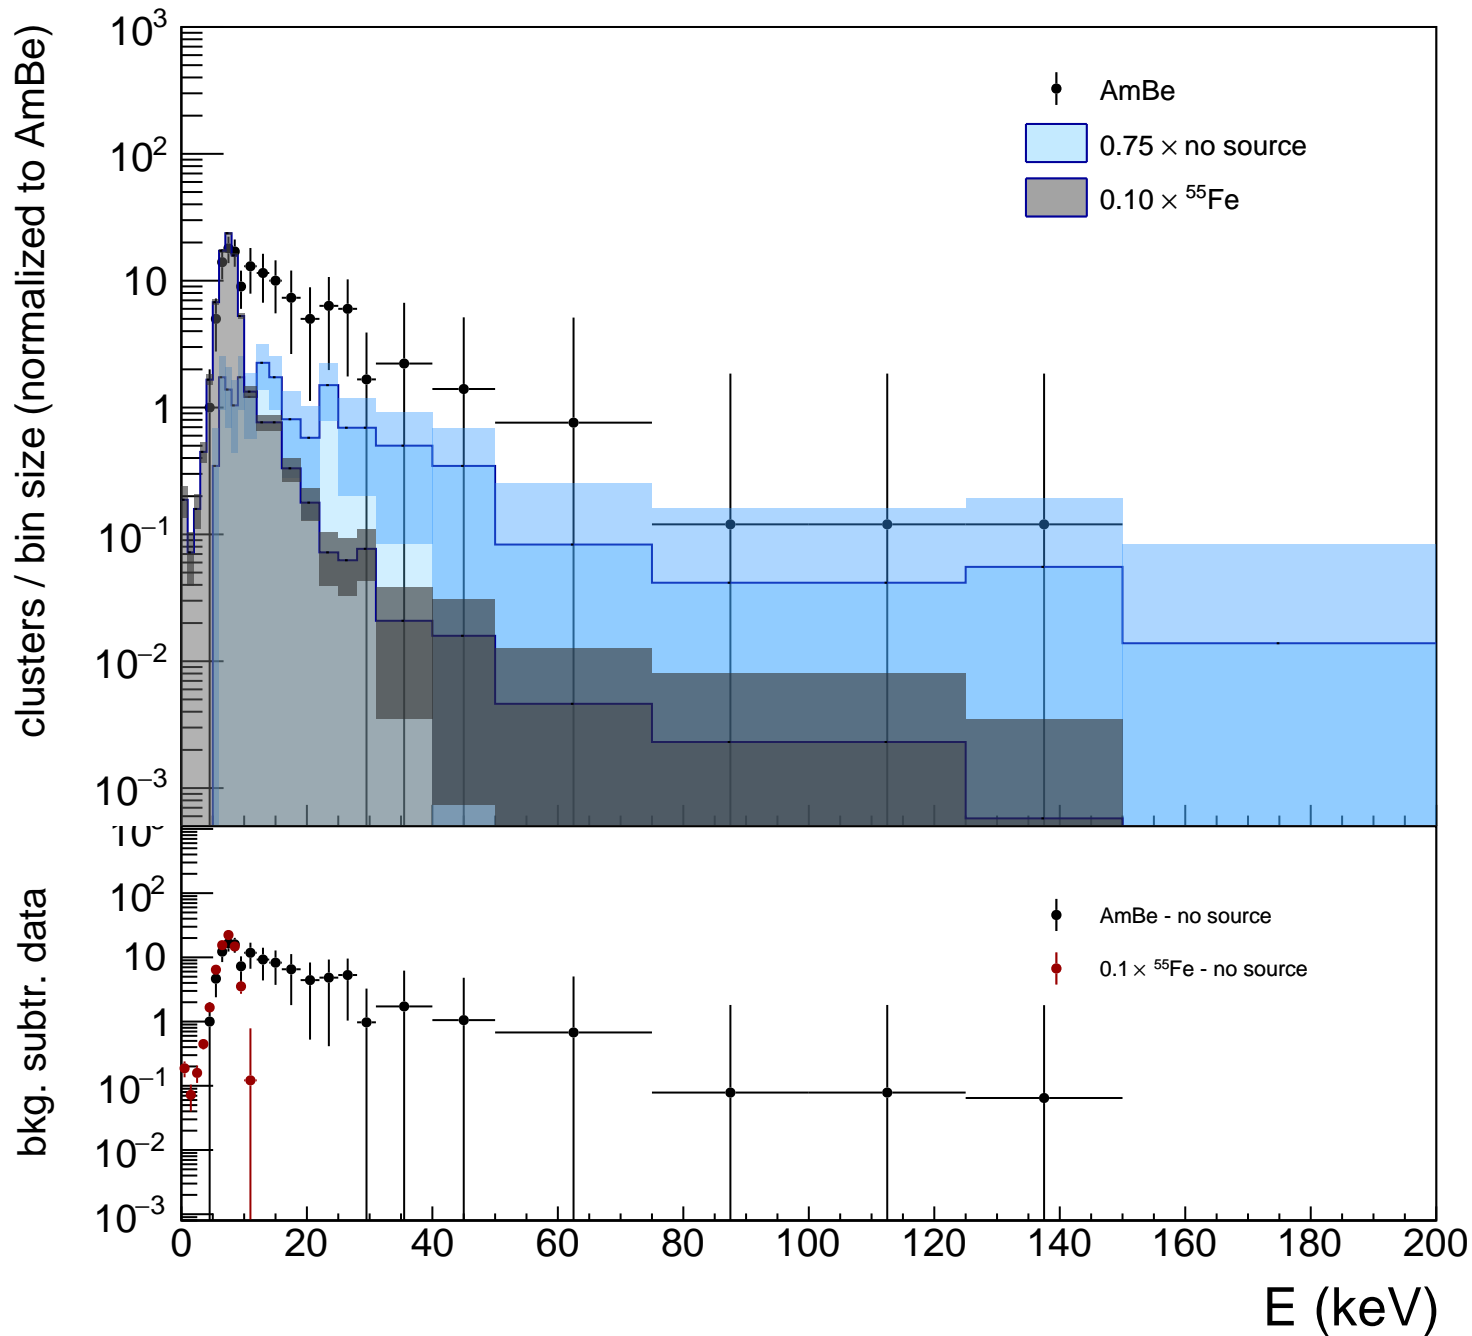 clusters / bin size (normalized to AmBe)
10³
10²
10
1
10⁻¹
10⁻²
10⁻³
AmBe
0.75 × no source
0.10 × ⁵⁵Fe
bkg. subtr. data
10²
10
1
10⁻¹
10⁻²
10⁻³
AmBe - no source
0.1 × ⁵⁵Fe - no source
0 20 40 60 80 100 120 140 160 180 200
E (keV)